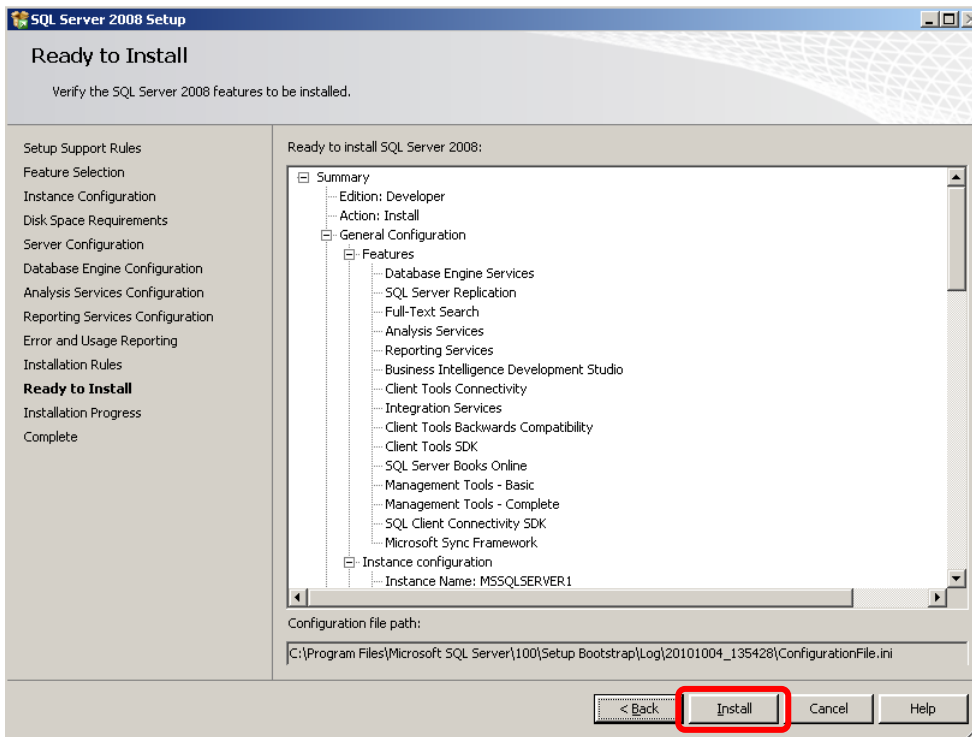 SQL Server 2008 Setup
Ready to Install
Verify the SQL Server 2008 features to be installed.
Setup Support Rules
Feature Selection
Instance Configuration
Disk Space Requirements
Server Configuration
Database Engine Configuration
Analysis Services Configuration
Reporting Services Configuration
Error and Usage Reporting
Installation Rules
Ready to Install
Installation Progress
Complete
Ready to install SQL Server 2008:
Summary
Edition: Developer
Action: Install
General Configuration
Features
Database Engine Services
SQL Server Replication
Full-Text Search
Analysis Services
Reporting Services
Business Intelligence Development Studio
Client Tools Connectivity
Integration Services
Client Tools Backwards Compatibility
Client Tools SDK
SQL Server Books Online
Management Tools - Basic
Management Tools - Complete
SQL Client Connectivity SDK
Microsoft Sync Framework
Instance configuration
Instance Name: MSSQLSERVER1
Configuration file path:
C:\Program Files\Microsoft SQL Server\100\Setup Bootstrap\Log\20101004_135428\ConfigurationFile.ini
< Back Install Cancel Help